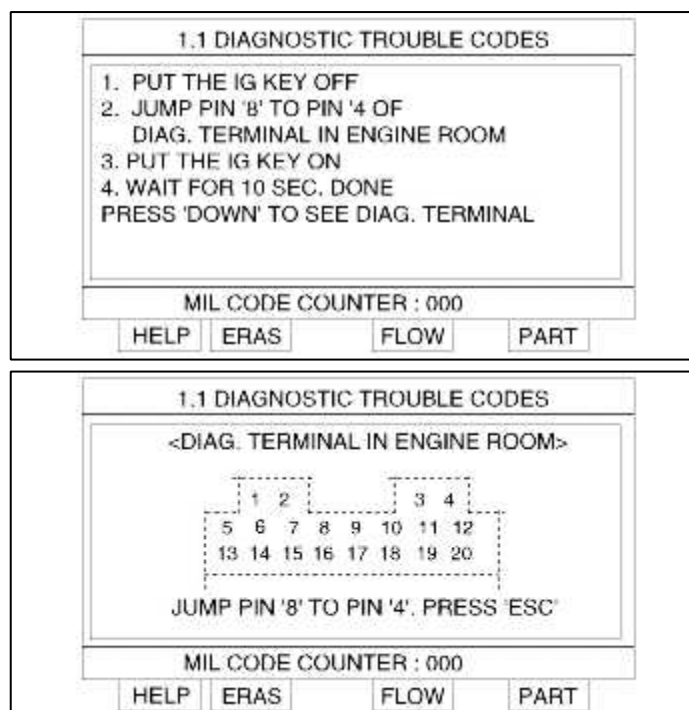 1.1 DIAGNOSTIC TROUBLE CODES
1. PUT THE IG KEY OFF
2. JUMP PIN '8' TO PIN '4 OF
DIAG. TERMINAL IN ENGINE ROOM
3. PUT THE IG KEY ON
4. WAIT FOR 10 SEC. DONE
PRESS 'DOWN' TO SEE DIAG. TERMINAL
MIL CODE COUNTER : 000
HELP ERAS FLOW PART
1.1 DIAGNOSTIC TROUBLE CODES
<DIAG. TERMINAL IN ENGINE ROOM>
1 2 3 4
5 6 7 8 9 10 11 12
13 14 15 16 17 18 19 20
JUMP PIN '8' TO PIN '4'. PRESS 'ESC'
MIL CODE COUNTER : 000
HELP ERAS FLOW PART